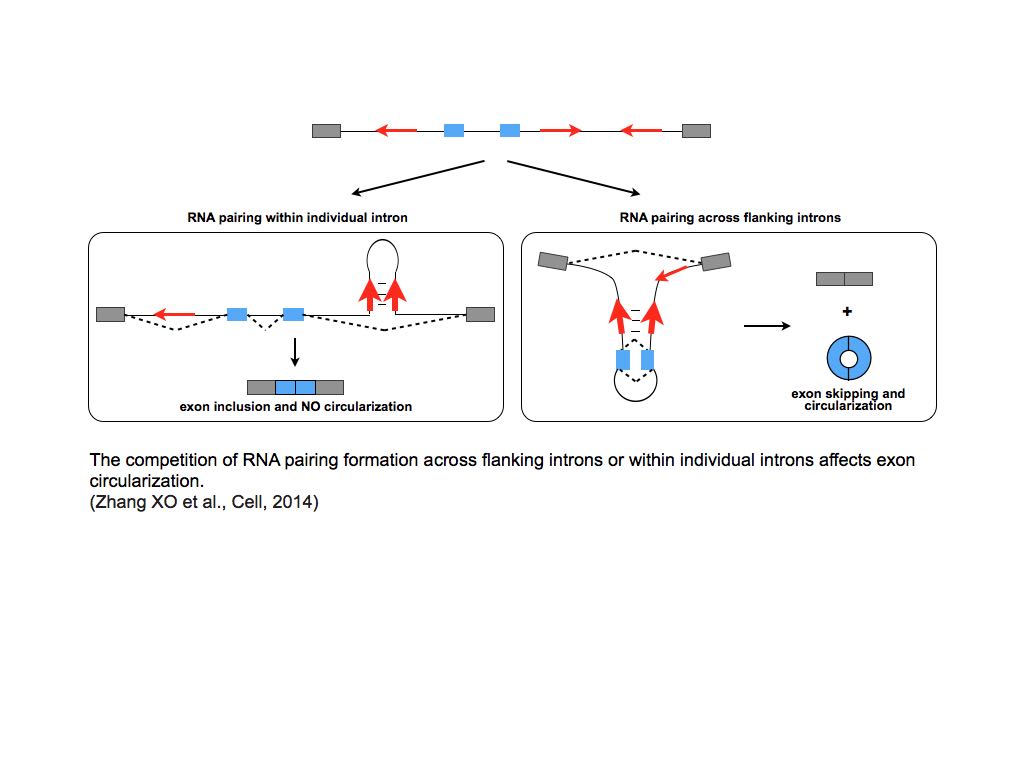 RNA pairing within individual intron
RNA pairing across flanking introns
exon inclusion and NO circularization
+
exon skipping and
circularization
The competition of RNA pairing formation across flanking introns or within individual introns affects exon
circularization.
(Zhang XO et al., Cell, 2014)